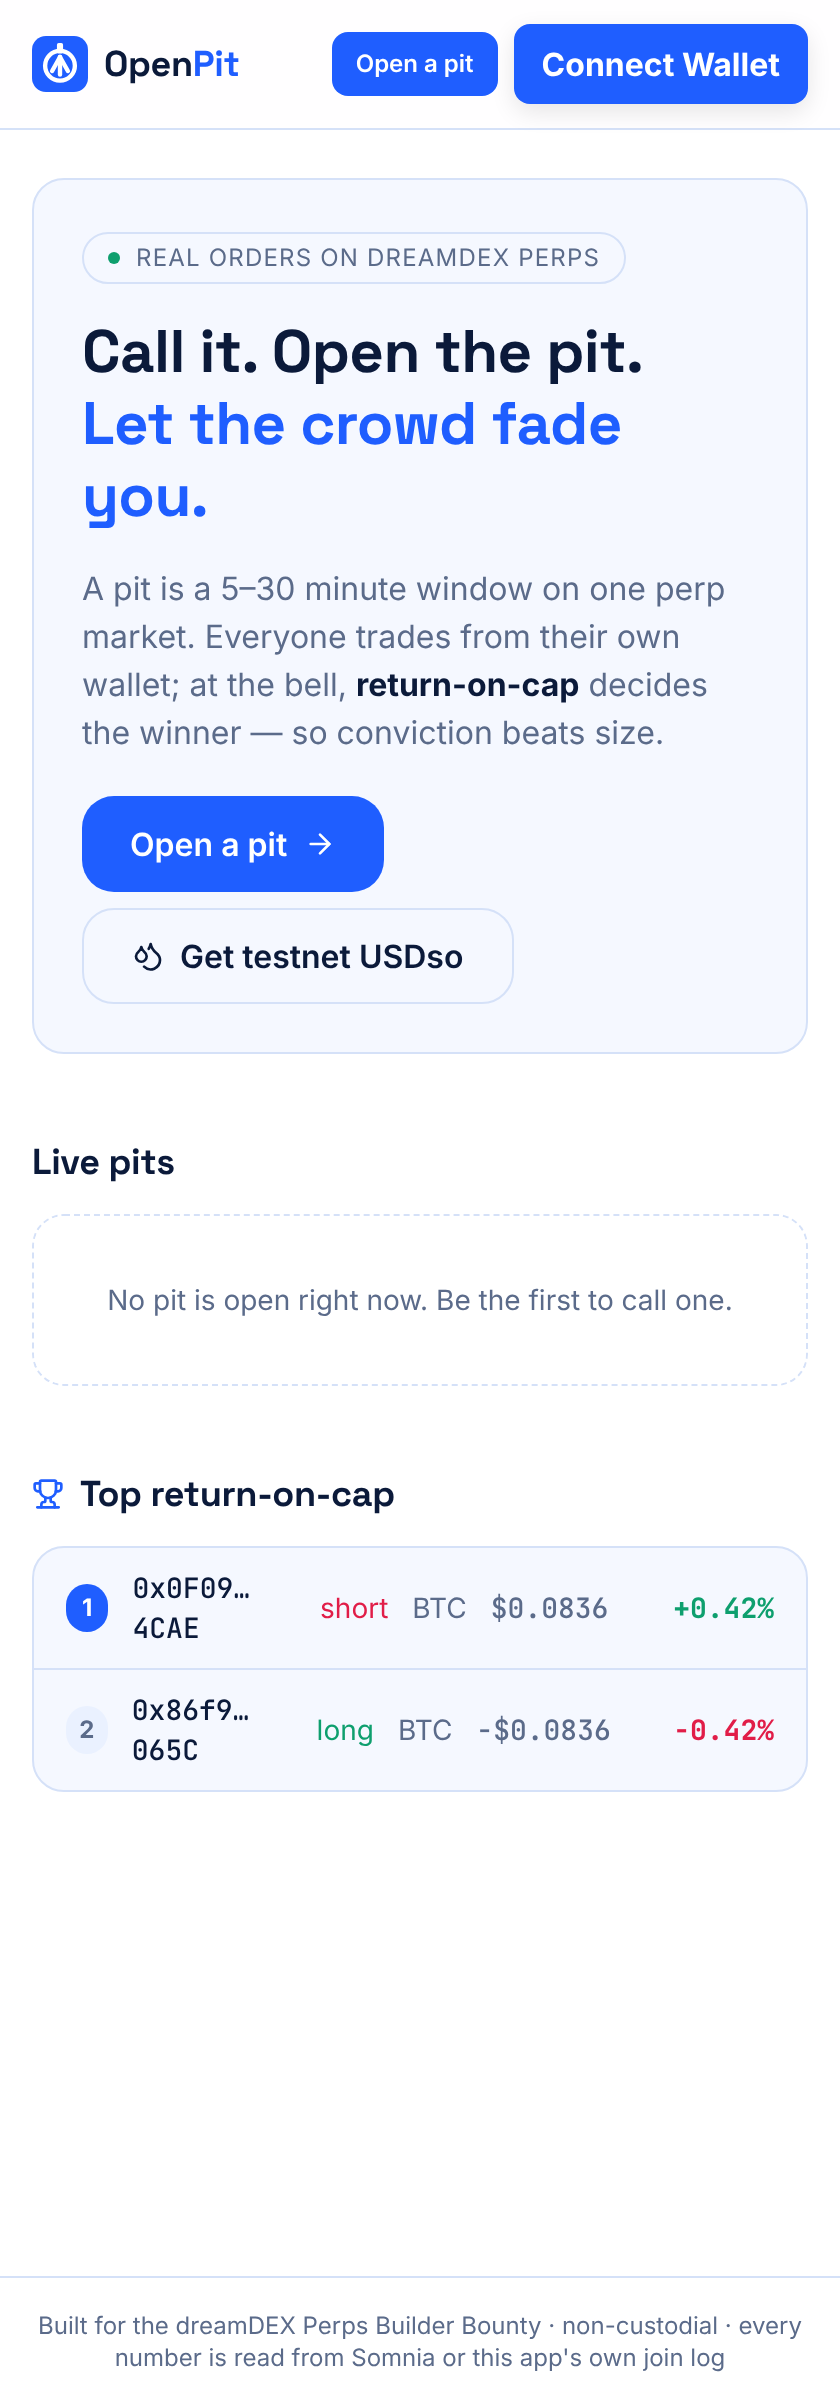 OpenPit
Open a pit
Connect Wallet
REAL ORDERS ON DREAMDEX PERPS
Call it. Open the pit.
Let the crowd fade
you.
A pit is a 5–30 minute window on one perp
market. Everyone trades from their own
wallet; at the bell, return-on-cap decides
the winner — so conviction beats size.
Open a pit →
Get testnet USDso
Live pits
No pit is open right now. Be the first to call one.
Top return-on-cap
1 0x0F09…
4CAE
short BTC $0.0836 +0.42%
2 0x86f9…
065C
long BTC -$0.0836 -0.42%
Built for the dreamDEX Perps Builder Bounty · non-custodial · every
number is read from Somnia or this app's own join log